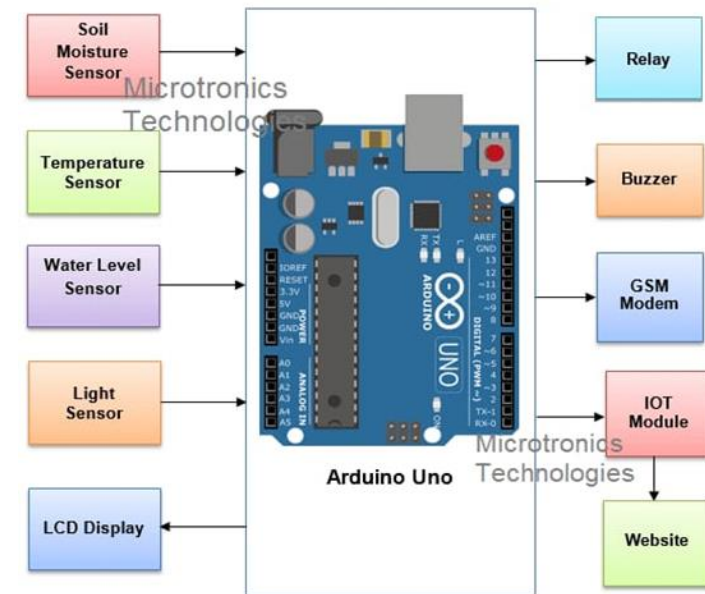 Soil
Moisture
Sensor
Microtronics
Technologies
Temperature
Sensor
Water Level
Sensor
Light
Sensor
LCD Display
Relay
Buzzer
GSM
Modem
IOT
Module
Website
IOREF
RESET
3.3V
5V
GND
GND
Vin
POWER
A0
A1
A2
A3
A4
A5
ANALOG IN
RX
TX
L
ARDUINO
UNO
ON
AREF
GND
13
12
~11
~10
~9
8
7
~6
~5
4
~3
2
TX-1
RX-0
DIGITAL (PWM ~)
Microtronics
Technologies
Arduino Uno